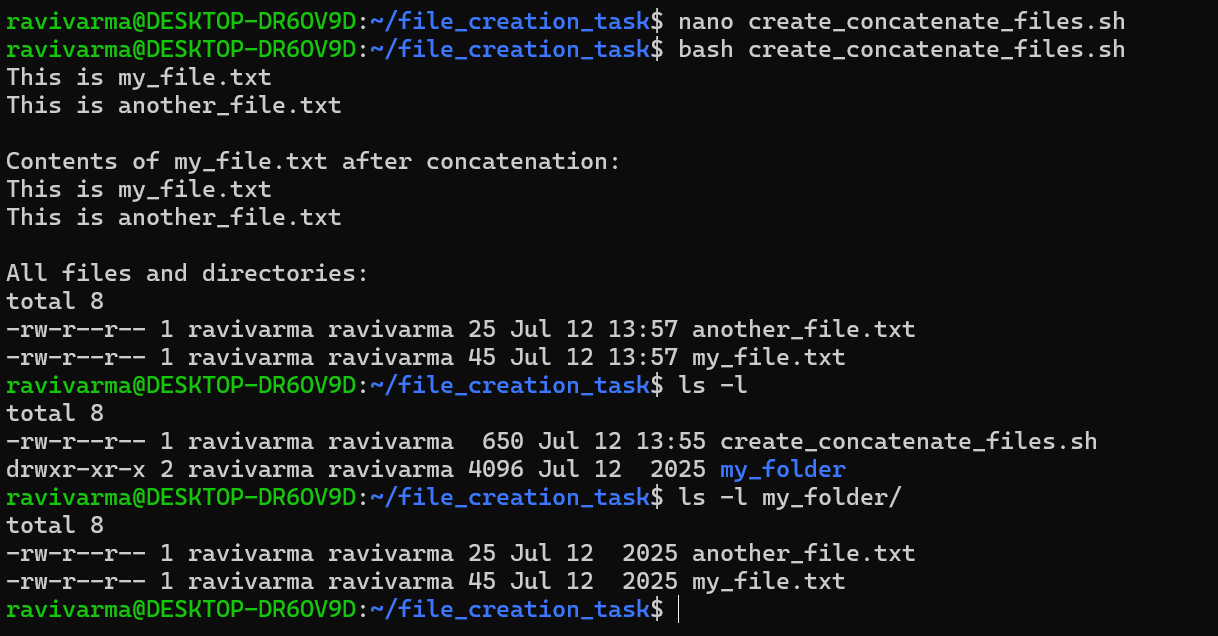 ravivarma@DESKTOP-DR6OV9D:~/file_creation_task$ nano create_concatenate_files.sh
ravivarma@DESKTOP-DR6OV9D:~/file_creation_task$ bash create_concatenate_files.sh
This is my_file.txt
This is another_file.txt

Contents of my_file.txt after concatenation:
This is my_file.txt
This is another_file.txt

All files and directories:
total 8
-rw-r--r-- 1 ravivarma ravivarma 25 Jul 12 13:57 another_file.txt
-rw-r--r-- 1 ravivarma ravivarma 45 Jul 12 13:57 my_file.txt
ravivarma@DESKTOP-DR6OV9D:~/file_creation_task$ ls -l
total 8
-rw-r--r-- 1 ravivarma ravivarma  650 Jul 12 13:55 create_concatenate_files.sh
drwxr-xr-x 2 ravivarma ravivarma 4096 Jul 12  2025 my_folder
ravivarma@DESKTOP-DR6OV9D:~/file_creation_task$ ls -l my_folder/
total 8
-rw-r--r-- 1 ravivarma ravivarma 25 Jul 12  2025 another_file.txt
-rw-r--r-- 1 ravivarma ravivarma 45 Jul 12  2025 my_file.txt
ravivarma@DESKTOP-DR6OV9D:~/file_creation_task$